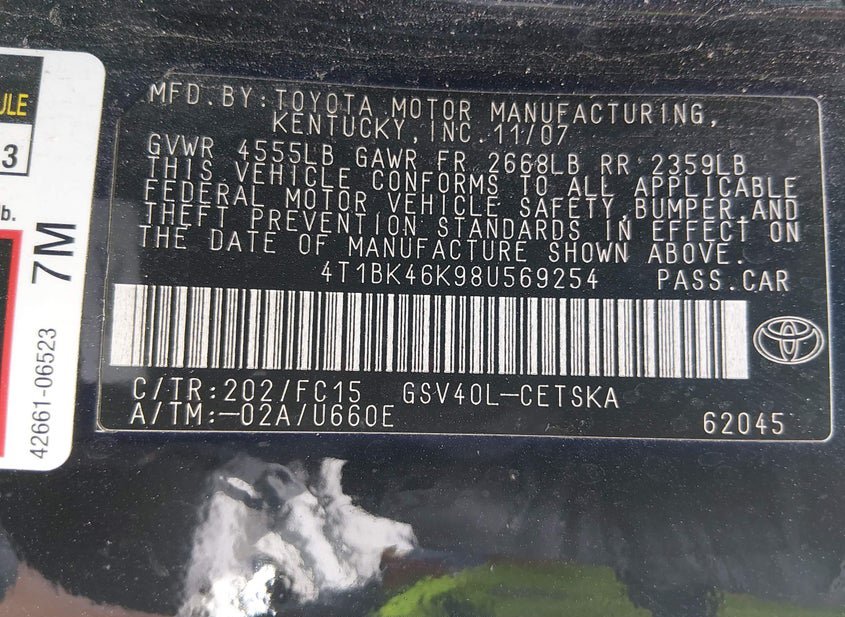 ULE
3
b.
7M
42661-06523
MFD.BY:TOYOTA MOTOR MANUFACTURING,
KENTUCKY,INC.11/07
GVWR 4555LB GAWR FR 2668LB RR 2359LB
THIS VEHICLE CONFORMS TO ALL APPLICABLE
FEDERAL MOTOR VEHICLE SAFETY,BUMPER,AND
THEFT PREVENTION STANDARDS IN EFFECT ON
THE DATE OF MANUFACTURE SHOWN ABOVE.
4T1BK46K98U569254 PASS.CAR
C/TR:202/FC15 GSV40L-CETSKA
A/TM:-02A/U660E 62045